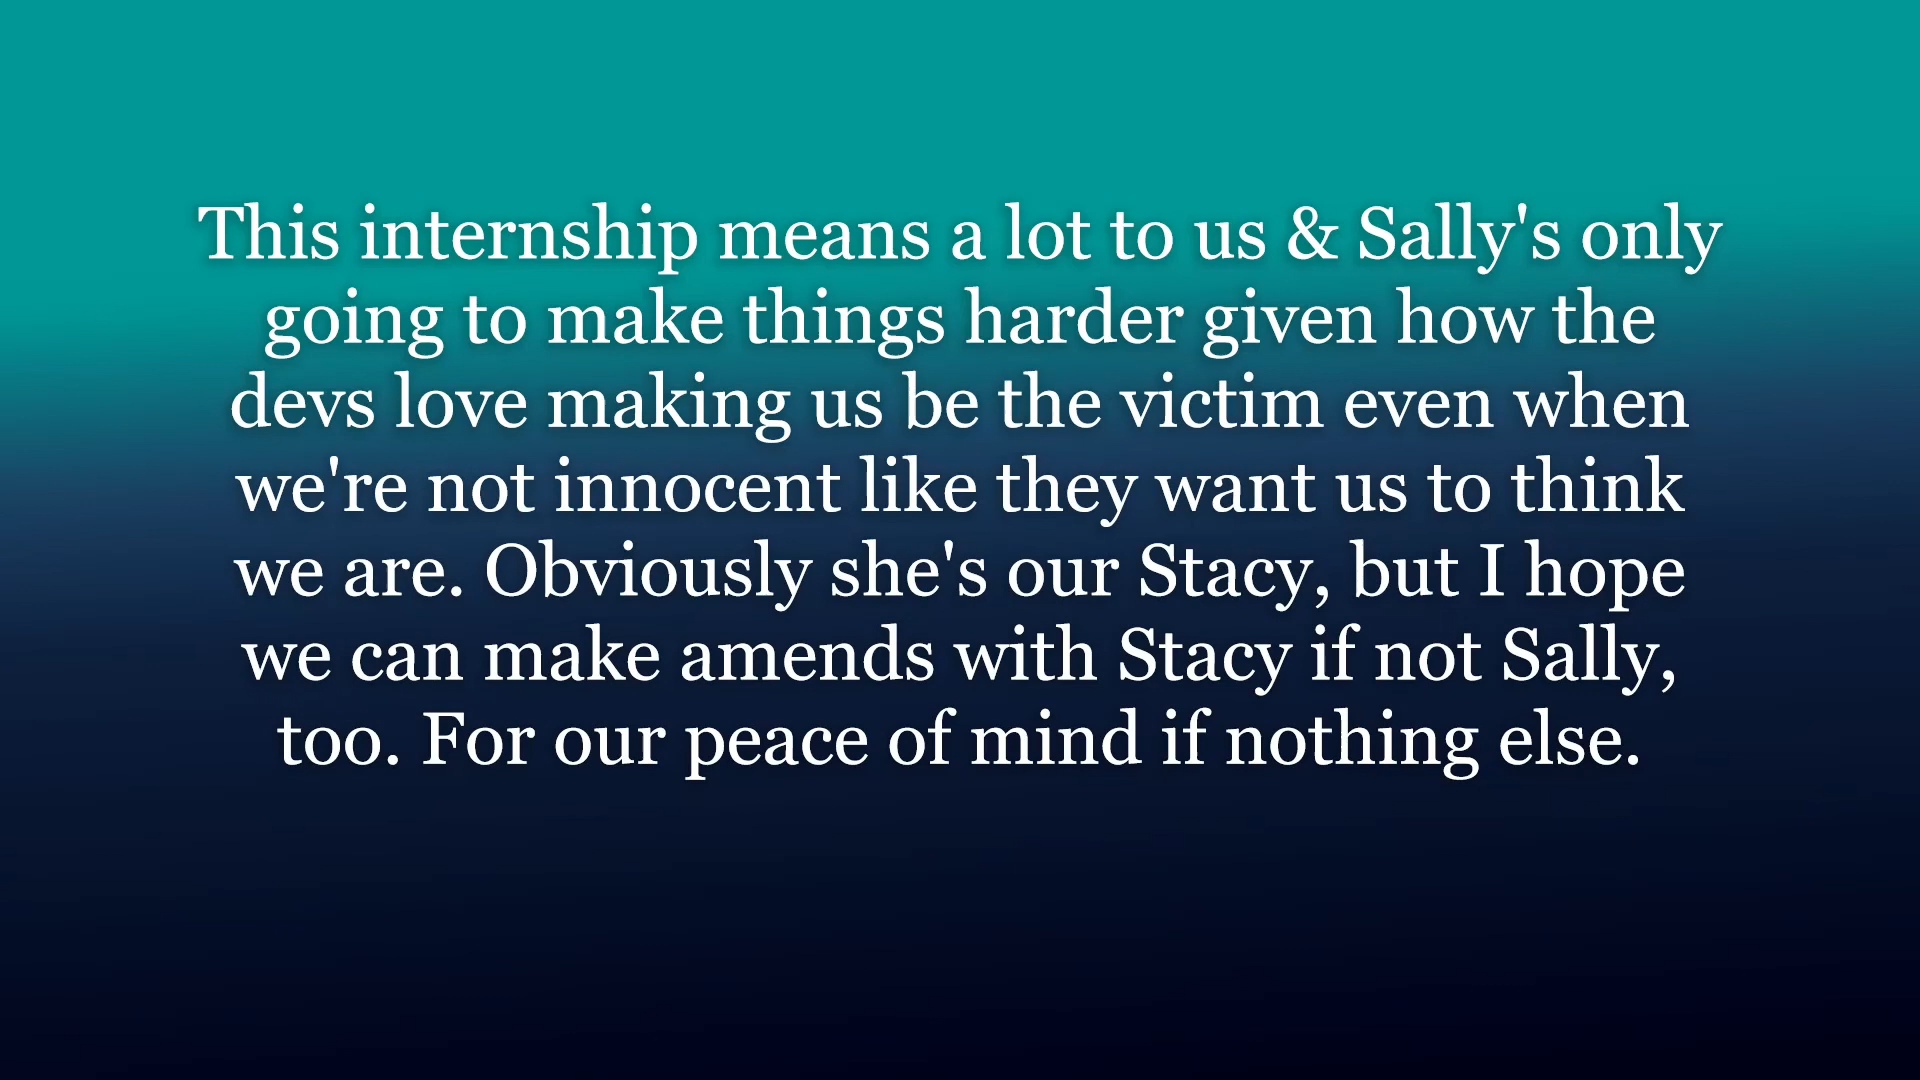 This internship means a lot to us & Sally's only
going to make things harder given how the
devs love making us be the victim even when
we're not innocent like they want us to think
we are. Obviously she's our Stacy, but I hope
we can make amends with Stacy if not Sally,
too. For our peace of mind if nothing else.